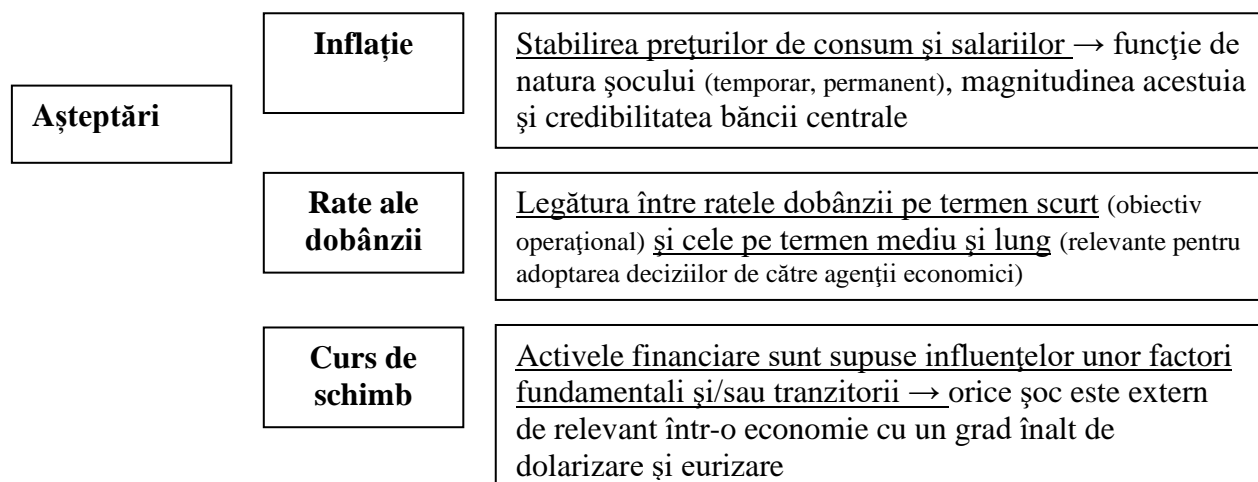 Așteptări
Inflație
Stabilirea preţurilor de consum şi salariilor → funcţie de
natura şocului (temporar, permanent), magnitudinea acestuia
şi credibilitatea băncii centrale
Rate ale
dobânzii
Legătura între ratele dobânzii pe termen scurt (obiectiv
operaţional) şi cele pe termen mediu şi lung (relevante pentru
adoptarea deciziilor de către agenţii economici)
Curs de
schimb
Activele financiare sunt supuse influenţelor unor factori
fundamentali şi/sau tranzitorii → orice şoc este extern
de relevant într-o economie cu un grad înalt de
dolarizare şi eurizare